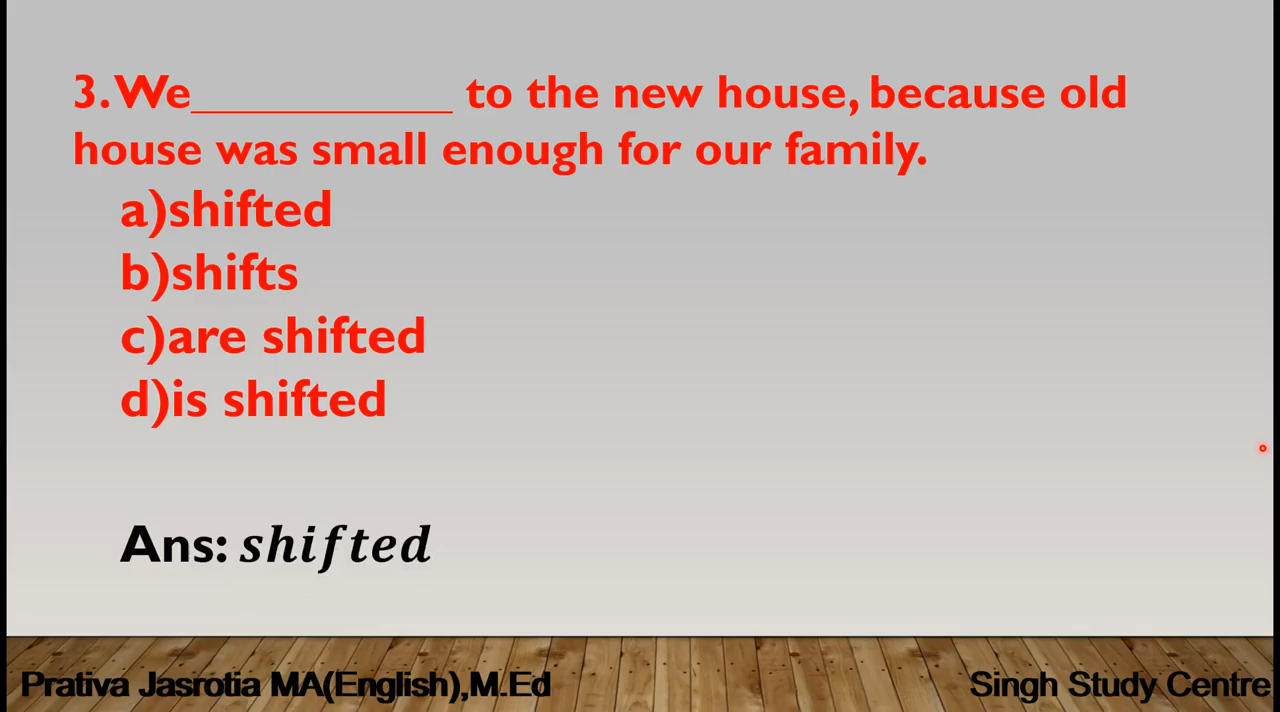 3. We__________ to the new house, because old
house was small enough for our family.
a)shifted
b)shifts
c)are shifted
d)is shifted
Ans: shifted
Prativa Jasrotia MA(English),M.Ed
Singh Study Centre